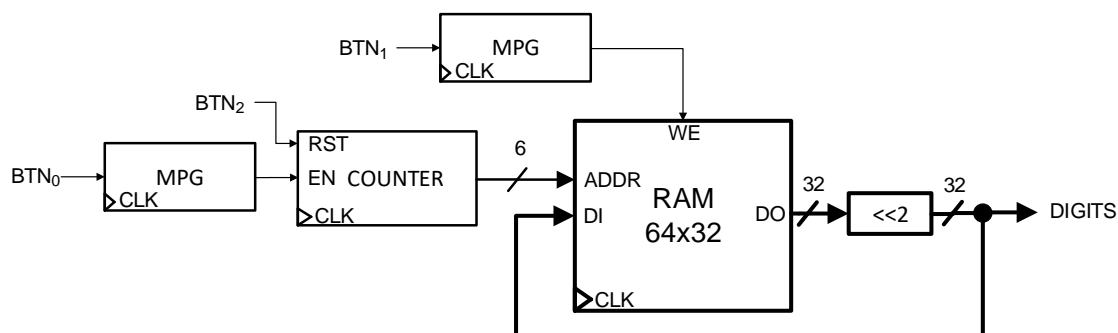 BTN1
MPG
CLK
BTN2
RST
BTN0
MPG
CLK
EN
COUNTER
CLK
6
WE
ADDR
DI
RAM
64x32
DO
CLK
32
<<2
32
DIGITS